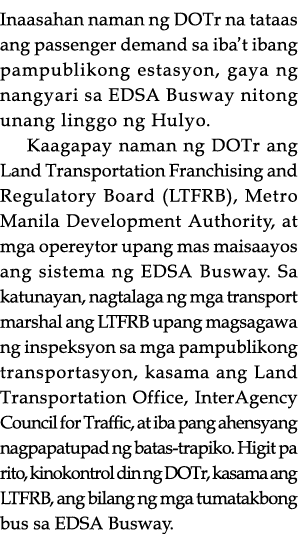 Inaasahan naman ng DOTr na tataas
ang passenger demand sa iba't ibang
pampublikong estasyon, gaya ng
nangyari sa EDSA Busway nitong
unang linggo ng Hulyo.
Kaagapay naman ng DOTr ang
Land Transportation Franchising and
Regulatory Board (LTFRB), Metro
Manila Development Authority, at
mga opereytor upang mas maisaayos
ang sistema ng EDSA Busway. Sa
katunayan, nagtalaga ng mga transport
marshal ang LTFRB upang magsagawa
ng inspeksyon sa mga pampublikong
transportasyon, kasama ang Land
Transportation Office, InterAgency
Council for Traffic, at iba pang ahensyang
nagpapatupad ng batas-trapiko. Higit pa
rito, kinokontrol din ng DOTr, kasama ang
LTFRB, ang bilang ng mga tumatakbong
bus sa EDSA Busway.